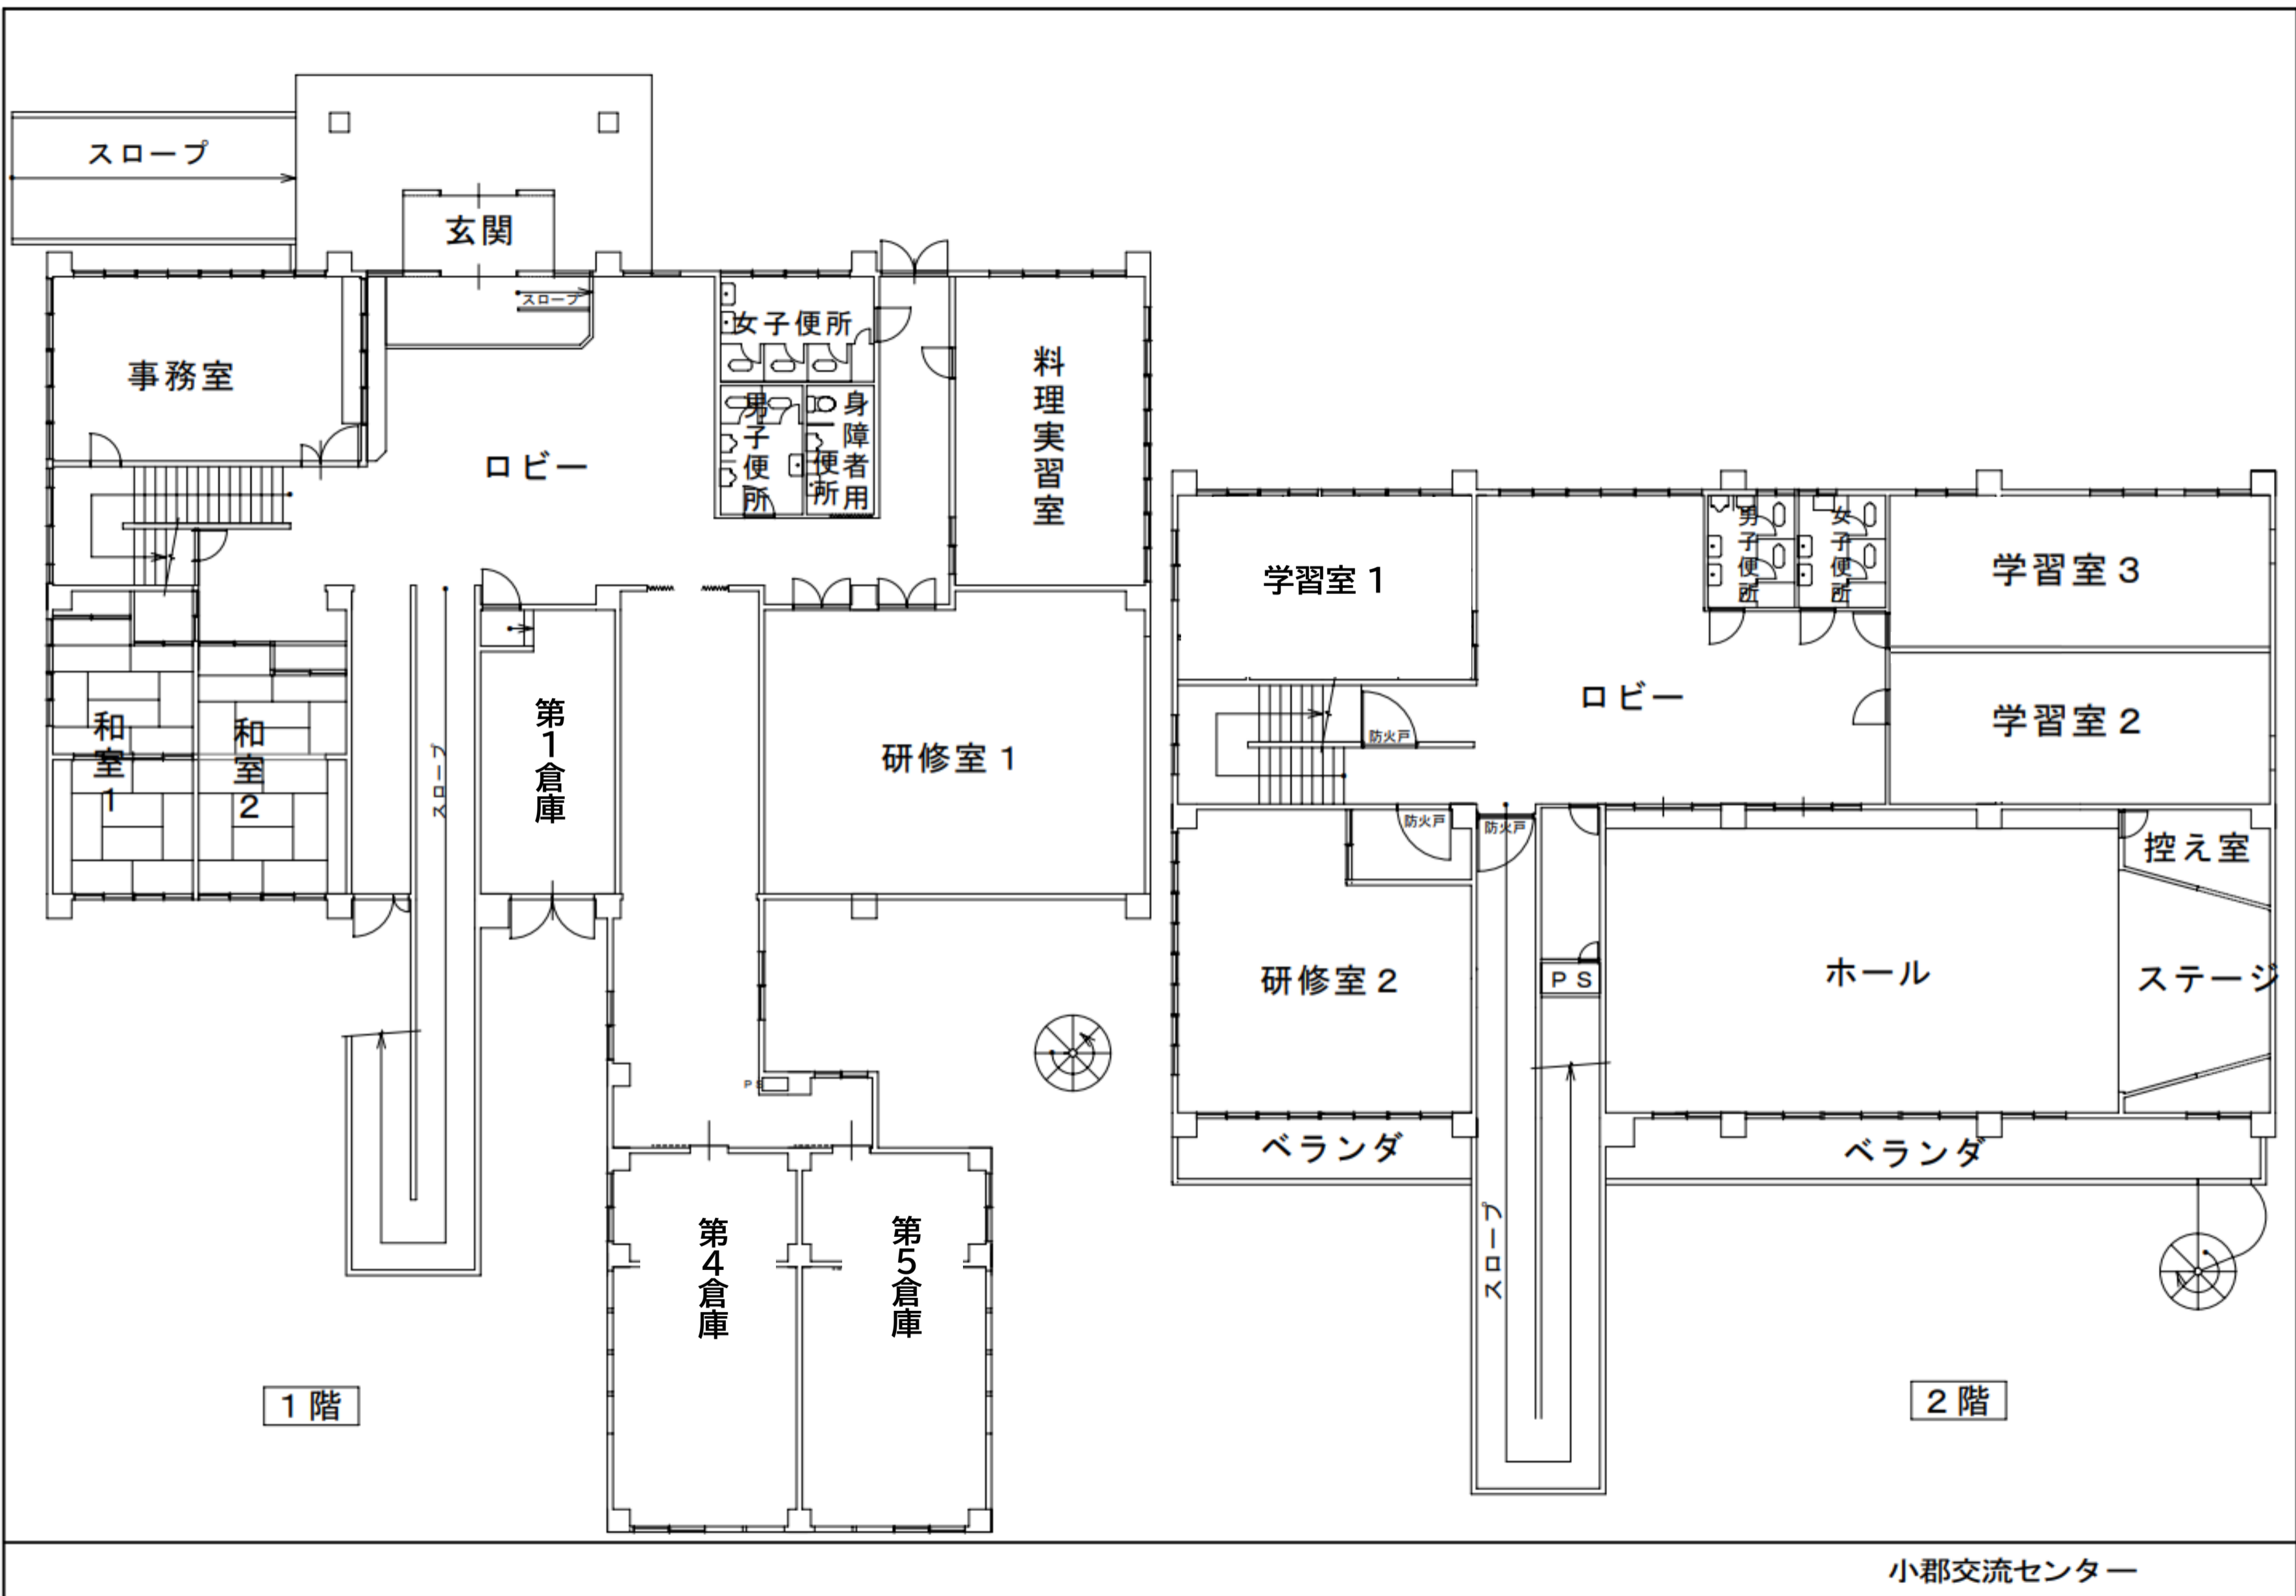 スロープ
玄関
スロープ
事務室
ロビー
女子便所
男子便所
身障者用便所
料理実習室
和室1
和室2
スロープ
第1倉庫
研修室1
PS
第4倉庫
第5倉庫
1階
学習室1
男子便所
女子便所
学習室3
ロビー
学習室2
防火戸
防火戸
防火戸
控え室
研修室2
PS
ホール
ステージ
ベランダ
ベランダ
スロープ
2階
小郡交流センター